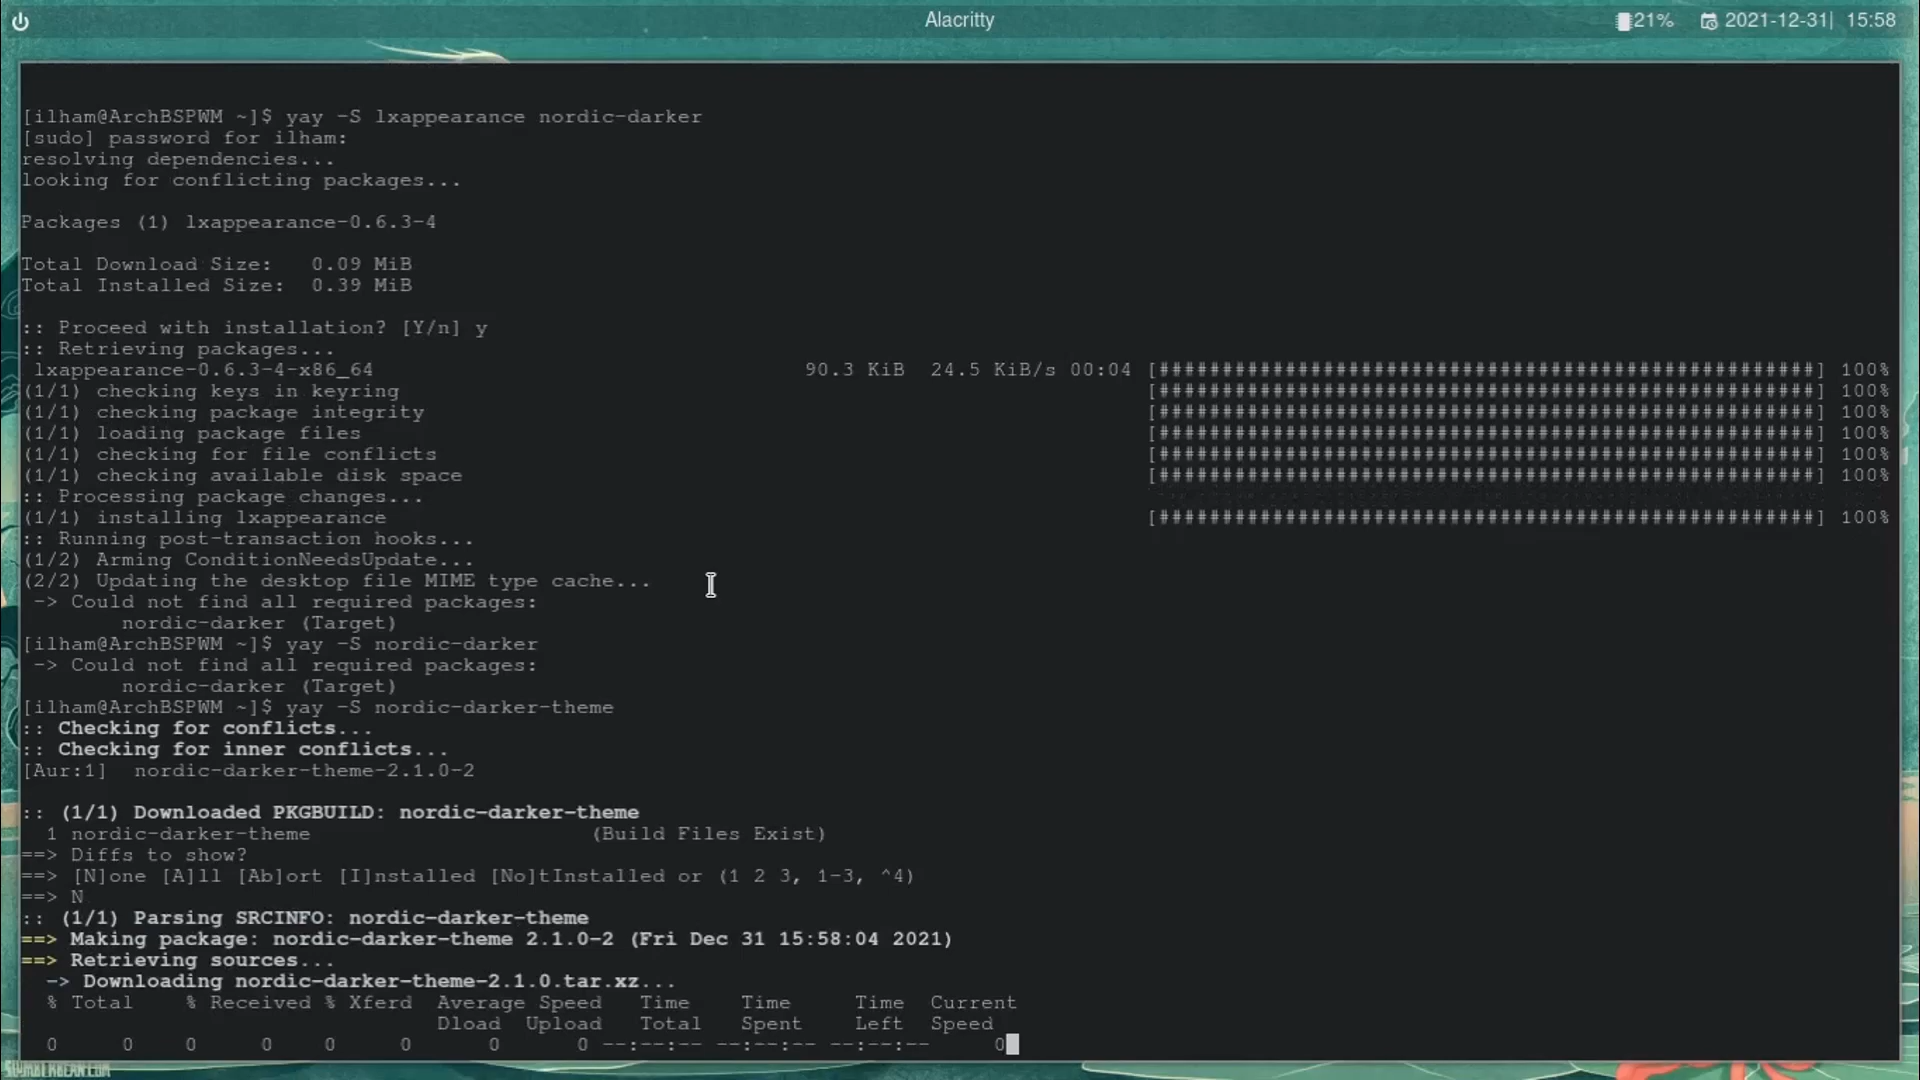 Alacritty
21% 2021-12-31| 15:58
[ilham@ArchBSPWM ~]$ yay -S lxappearance nordic-darker
[sudo] password for ilham:
resolving dependencies...
looking for conflicting packages...
Packages (1) lxappearance-0.6.3-4
Total Download Size:   0.09 MiB
Total Installed Size:  0.39 MiB
:: Proceed with installation? [Y/n] y
:: Retrieving packages...
lxappearance-0.6.3-4-x86_64 90.3 KiB 24.5 KiB/s 00:04 [####################################################] 100%
(1/1) checking keys in keyring [####################################################] 100%
(1/1) checking package integrity [####################################################] 100%
(1/1) loading package files [####################################################] 100%
(1/1) checking for file conflicts [####################################################] 100%
(1/1) checking available disk space [####################################################] 100%
:: Processing package changes...
(1/1) installing lxappearance [####################################################] 100%
:: Running post-transaction hooks...
(1/2) Arming ConditionNeedsUpdate...
(2/2) Updating the desktop file MIME type cache...
-> Could not find all required packages:
nordic-darker (Target)
[ilham@ArchBSPWM ~]$ yay -S nordic-darker
-> Could not find all required packages:
nordic-darker (Target)
[ilham@ArchBSPWM ~]$ yay -S nordic-darker-theme
:: Checking for conflicts...
:: Checking for inner conflicts...
[Aur:1]  nordic-darker-theme-2.1.0-2
:: (1/1) Downloaded PKGBUILD: nordic-darker-theme
1 nordic-darker-theme (Build Files Exist)
==> Diffs to show?
==> [N]one [A]ll [Ab]ort [I]nstalled [No]tInstalled or (1 2 3, 1-3, ^4)
==> N
:: (1/1) Parsing SRCINFO: nordic-darker-theme
==> Making package: nordic-darker-theme 2.1.0-2 (Fri Dec 31 15:58:04 2021)
==> Retrieving sources...
-> Downloading nordic-darker-theme-2.1.0.tar.xz...
% Total % Received % Xferd Average Speed Time Time Time Current
Dload Upload Total Spent Left Speed
0 0 0 0 0 0 0 0 --:--:-- --:--:-- --:--:-- 0